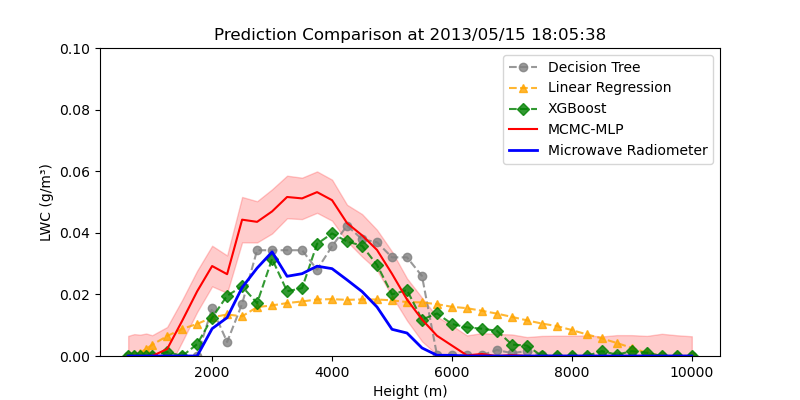 Prediction Comparison at 2013/05/15 18:05:38
0.10
0.08
0.06
0.04
0.02
0.00
LWC (g/m³)
Decision Tree
Linear Regression
XGBoost
MCMC-MLP
Microwave Radiometer
2000 4000 6000 8000 10000
Height (m)